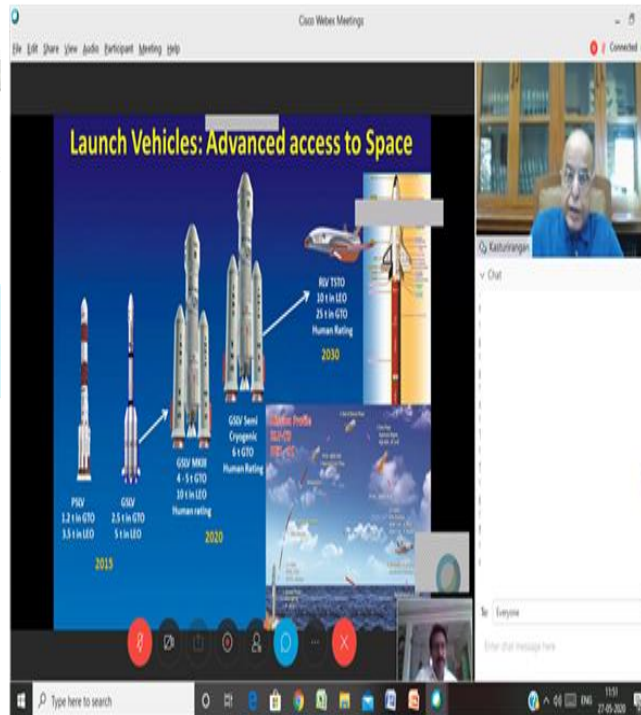 Cisco Webex Meetings
File Edit Share View Audio Participant Meeting Help
Connected
Launch Vehicles: Advanced access to Space
RLV TSTO
10 t in LEO
25 t in GTO
Human Rating
2030
GSLV Semi
Cryogenic
6 t GTO
Human Rating
GSLV MKIII
4 - 5 t GTO
10 t in LEO
Human rating
2020
PSLV
1.2 t in GTO
3.5 t in LEO
GSLV
2.5 t in GTO
5 t in LEO
2015
Mission Profile
Kasturirangan
Chat
To: Everyone
Enter chat message here
Type here to search
ENG
11:51
27-05-2020